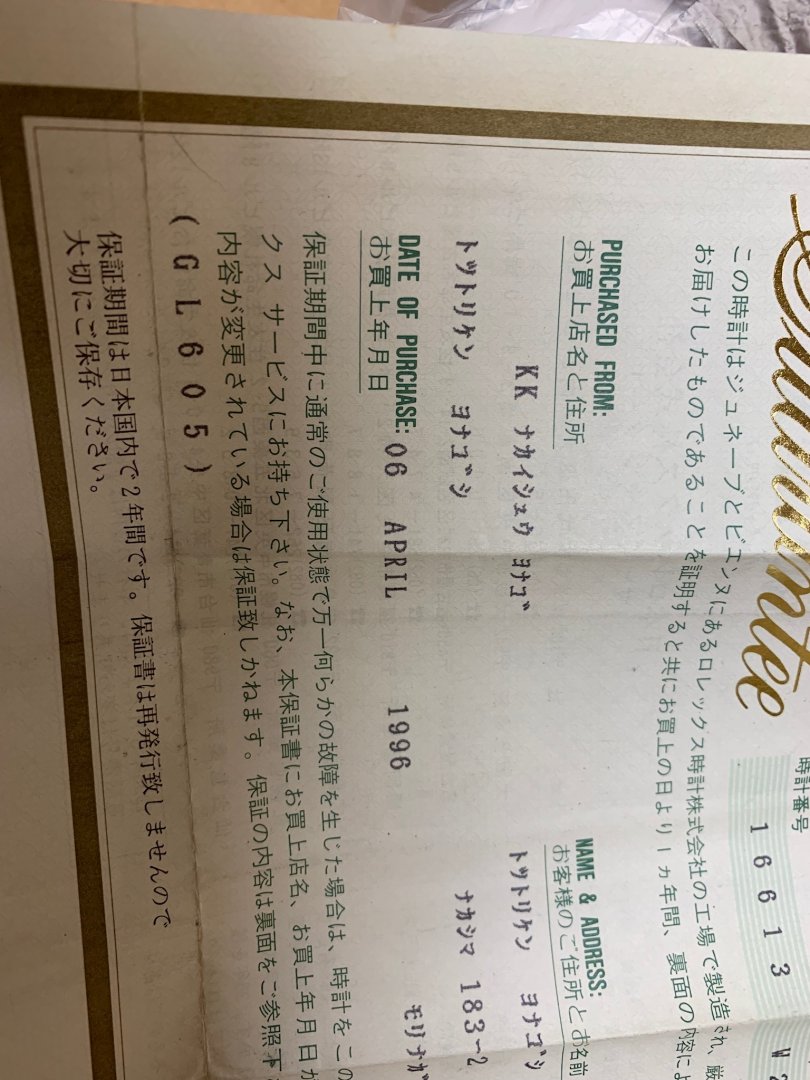 Guarantee
時計番号
16613 W2
この時計はジュネーブとビエンヌにあるロレックス時計株式会社の工場で製造され、厳
お届けしたものであることを証明すると共にお買上の日より1ヵ年間、裏面の内容によ
PURCHASED FROM:
お買上店名と住所
KK ナカイシュウ ヨナゴ
トツトリケン ヨナゴシ
NAME & ADDRESS:
お客様のご住所とお名前
トツトリケン ヨナゴシ
ナカシマ 183-2
モリナガ
DATE OF PURCHASE: 06 APRIL 1996
お買上年月日
保証期間中に通常のご使用状態で万一何らかの故障を生じた場合は、時計をこの
クス サービスにお持ち下さい。なお、本保証書にお買上店名、お買上年月日が
内容が変更されている場合は保証致しかねます。保証の内容は裏面をご参照下さ
(GL605)
保証期間は日本国内で2年間です。保証書は再発行致しませんので
大切にご保存ください。